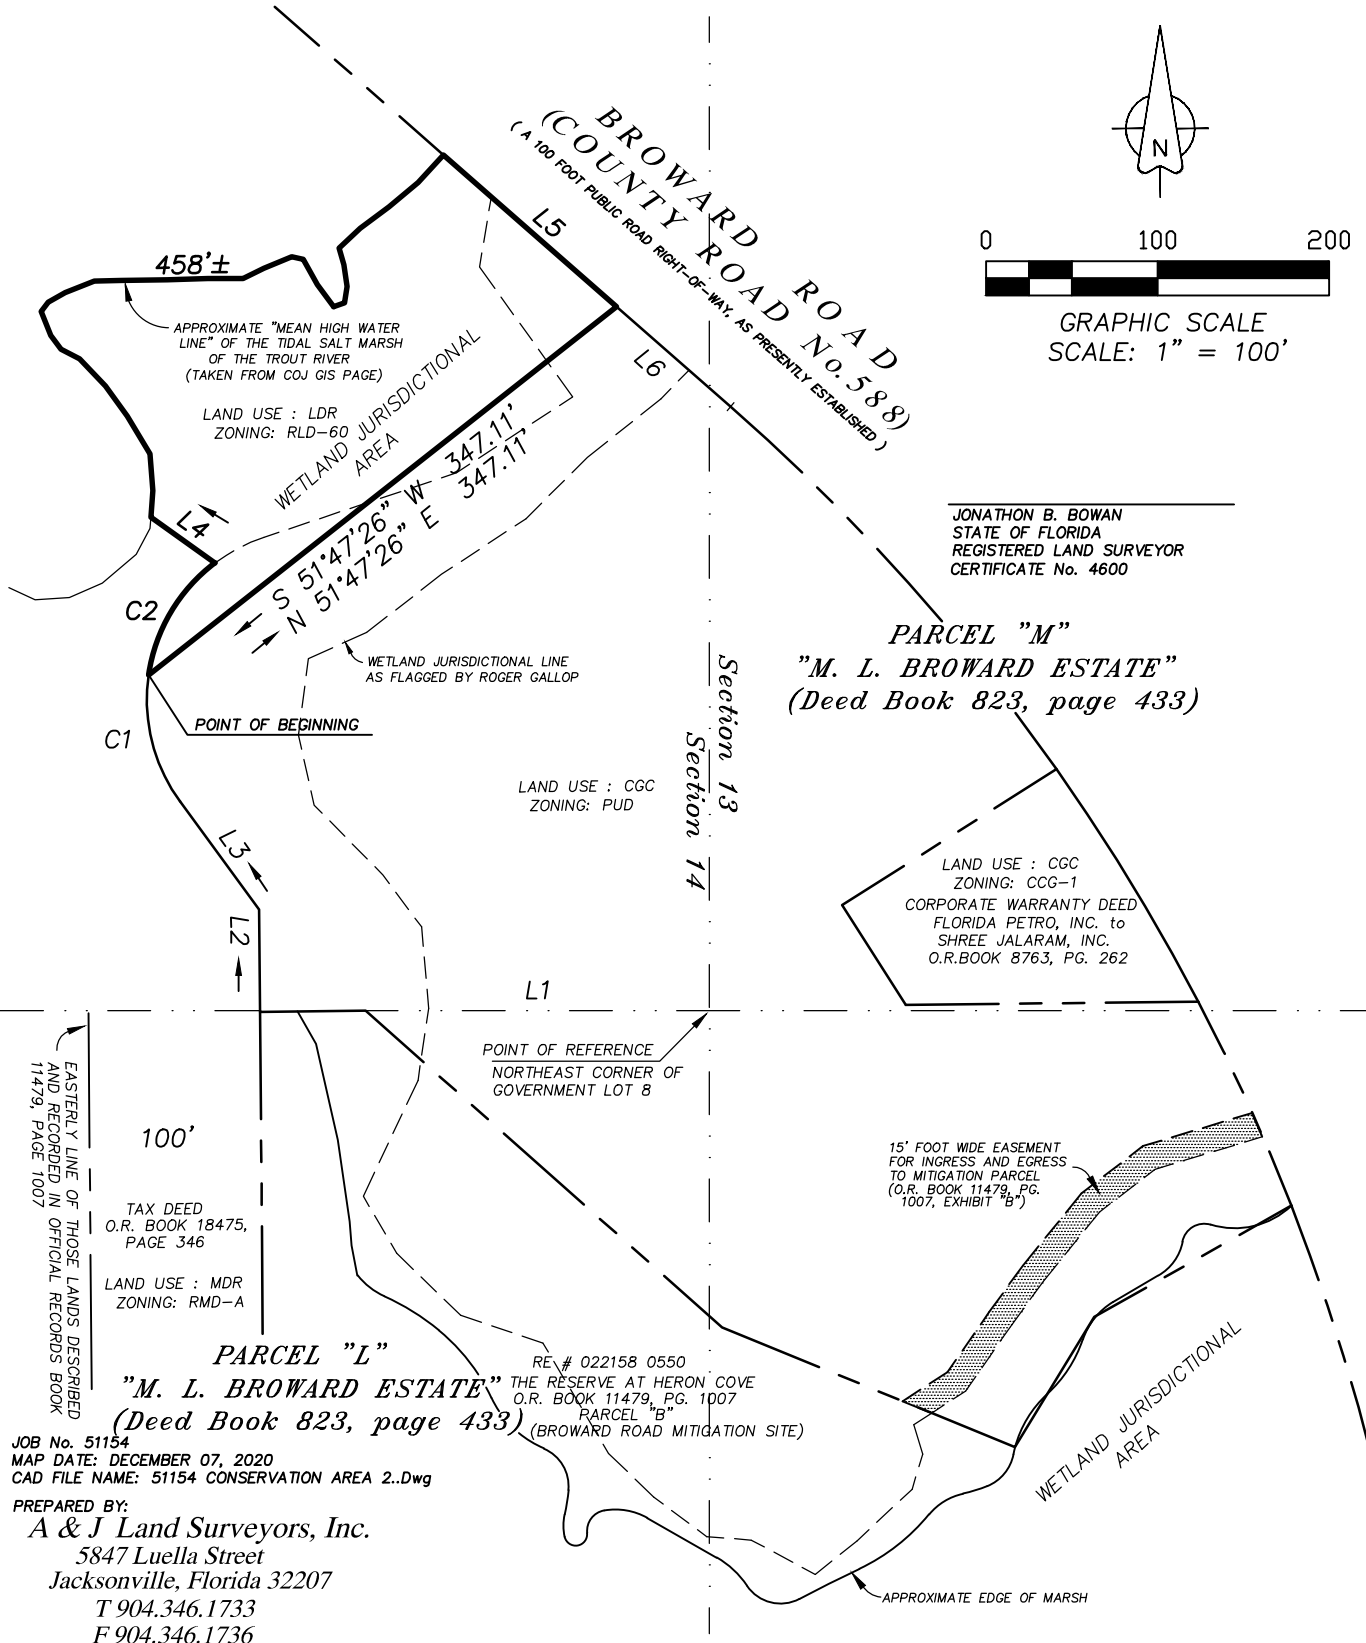 BROWARD ROAD
(COUNTY ROAD No.588)
( A 100 FOOT PUBLIC ROAD RIGHT-OF-WAY, AS PRESENTLY ESTABLISHED )
N
0 100 200
GRAPHIC SCALE
SCALE: 1" = 100'
L5
458'±
APPROXIMATE "MEAN HIGH WATER
LINE" OF THE TIDAL SALT MARSH
OF THE TROUT RIVER
(TAKEN FROM COJ GIS PAGE)
LAND USE : LDR
ZONING: RLD-60
WETLAND JURISDICTIONAL
AREA
L6
S 51°47'26" W 347.11'
N 51°47'26" E 347.11'
L4
C2
JONATHON B. BOWAN
STATE OF FLORIDA
REGISTERED LAND SURVEYOR
CERTIFICATE No. 4600
PARCEL "M"
"M. L. BROWARD ESTATE"
(Deed Book 823, page 433)
WETLAND JURISDICTIONAL LINE
AS FLAGGED BY ROGER GALLOP
POINT OF BEGINNING
C1
Section 13
Section 14
LAND USE : CGC
ZONING: PUD
L3
LAND USE : CGC
ZONING: CCG-1
CORPORATE WARRANTY DEED
FLORIDA PETRO, INC. to
SHREE JALARAM, INC.
O.R.BOOK 8763, PG. 262
L2
L1
POINT OF REFERENCE
NORTHEAST CORNER OF
GOVERNMENT LOT 8
EASTERLY LINE OF THOSE LANDS DESCRIBED
AND RECORDED IN OFFICIAL RECORDS BOOK
11479, PAGE 1007
100'
TAX DEED
O.R. BOOK 18475,
PAGE 346
LAND USE : MDR
ZONING: RMD-A
15' FOOT WIDE EASEMENT
FOR INGRESS AND EGRESS
TO MITIGATION PARCEL
(O.R. BOOK 11479, PG.
1007, EXHIBIT "B")
PARCEL "L"
"M. L. BROWARD ESTATE"
(Deed Book 823, page 433)
RE # 022158 0550
THE RESERVE AT HERON COVE
O.R. BOOK 11479, PG. 1007
PARCEL "B"
(BROWARD ROAD MITIGATION SITE)
WETLAND JURISDICTIONAL
AREA
JOB No. 51154
MAP DATE: DECEMBER 07, 2020
CAD FILE NAME: 51154 CONSERVATION AREA 2..Dwg
PREPARED BY:
A & J Land Surveyors, Inc.
5847 Luella Street
Jacksonville, Florida 32207
T 904.346.1733
F 904.346.1736
APPROXIMATE EDGE OF MARSH